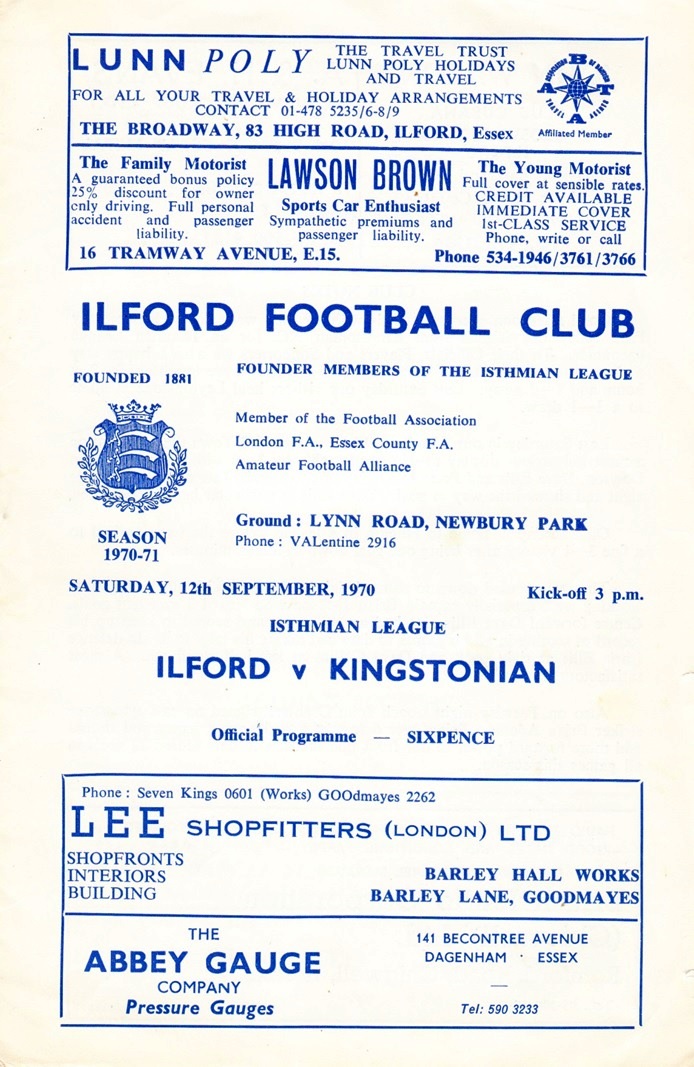 LUNN POLY
THE TRAVEL TRUST
LUNN POLY HOLIDAYS
AND TRAVEL
FOR ALL YOUR TRAVEL & HOLIDAY ARRANGEMENTS
CONTACT 01-478 5235/6-8/9
THE BROADWAY, 83 HIGH ROAD, ILFORD, Essex
ASSOCIATION OF BRITISH TRAVEL AGENTS
A B T A
Affiliated Member
The Family Motorist
A guaranteed bonus policy
25% discount for owner
cnly driving. Full personal
accident and passenger
liability.
LAWSON BROWN
Sports Car Enthusiast
Sympathetic premiums and
passenger liability.
The Young Motorist
Full cover at sensible rates.
CREDIT AVAILABLE
IMMEDIATE COVER
1st-CLASS SERVICE
Phone, write or call
16 TRAMWAY AVENUE, E.15.
Phone 534-1946/3761/3766
ILFORD FOOTBALL CLUB
FOUNDED 1881
FOUNDER MEMBERS OF THE ISTHMIAN LEAGUE
Member of the Football Association
London F.A., Essex County F.A.
Amateur Football Alliance
Ground : LYNN ROAD, NEWBURY PARK
Phone : VALentine 2916
SEASON
1970-71
SATURDAY, 12th SEPTEMBER, 1970
Kick-off 3 p.m.
ISTHMIAN LEAGUE
ILFORD v KINGSTONIAN
Official Programme — SIXPENCE
Phone : Seven Kings 0601 (Works) GOOdmayes 2262
LEE SHOPFITTERS (LONDON) LTD
SHOPFRONTS
INTERIORS
BUILDING
BARLEY HALL WORKS
BARLEY LANE, GOODMAYES
THE
ABBEY GAUGE
COMPANY
Pressure Gauges
141 BECONTREE AVENUE
DAGENHAM · ESSEX
—
Tel: 590 3233